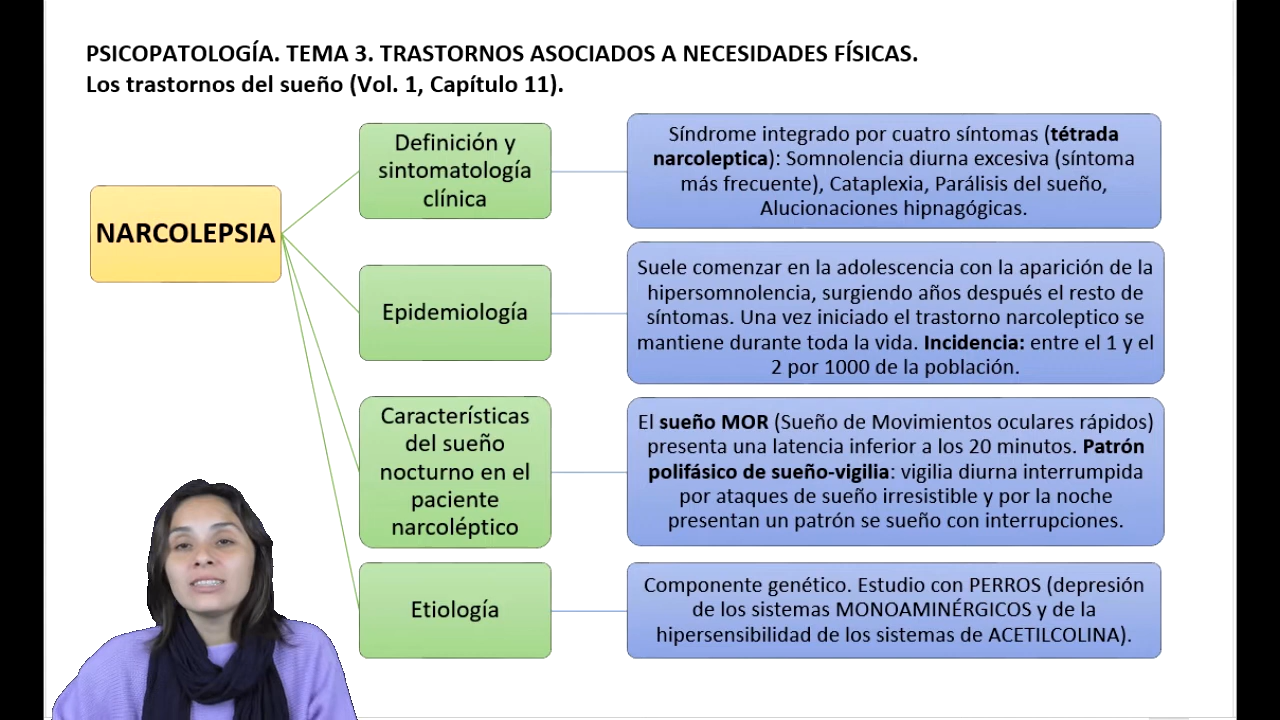 PSICOPATOLOGÍA. TEMA 3. TRASTORNOS ASOCIADOS A NECESIDADES FÍSICAS.
Los trastornos del sueño (Vol. 1, Capítulo 11).
NARCOLEPSIA
Definición y
sintomatología
clínica
Síndrome integrado por cuatro síntomas (tétrada
narcoleptica): Somnolencia diurna excesiva (síntoma
más frecuente), Cataplexia, Parálisis del sueño,
Alucionaciones hipnagógicas.
Epidemiología
Suele comenzar en la adolescencia con la aparición de la
hipersomnolencia, surgiendo años después el resto de
síntomas. Una vez iniciado el trastorno narcoleptico se
mantiene durante toda la vida. Incidencia: entre el 1 y el
2 por 1000 de la población.
Características
del sueño
nocturno en el
paciente
narcoléptico
El sueño MOR (Sueño de Movimientos oculares rápidos)
presenta una latencia inferior a los 20 minutos. Patrón
polifásico de sueño-vigilia: vigilia diurna interrumpida
por ataques de sueño irresistible y por la noche
presentan un patrón se sueño con interrupciones.
Etiología
Componente genético. Estudio con PERROS (depresión
de los sistemas MONOAMINÉRGICOS y de la
hipersensibilidad de los sistemas de ACETILCOLINA).